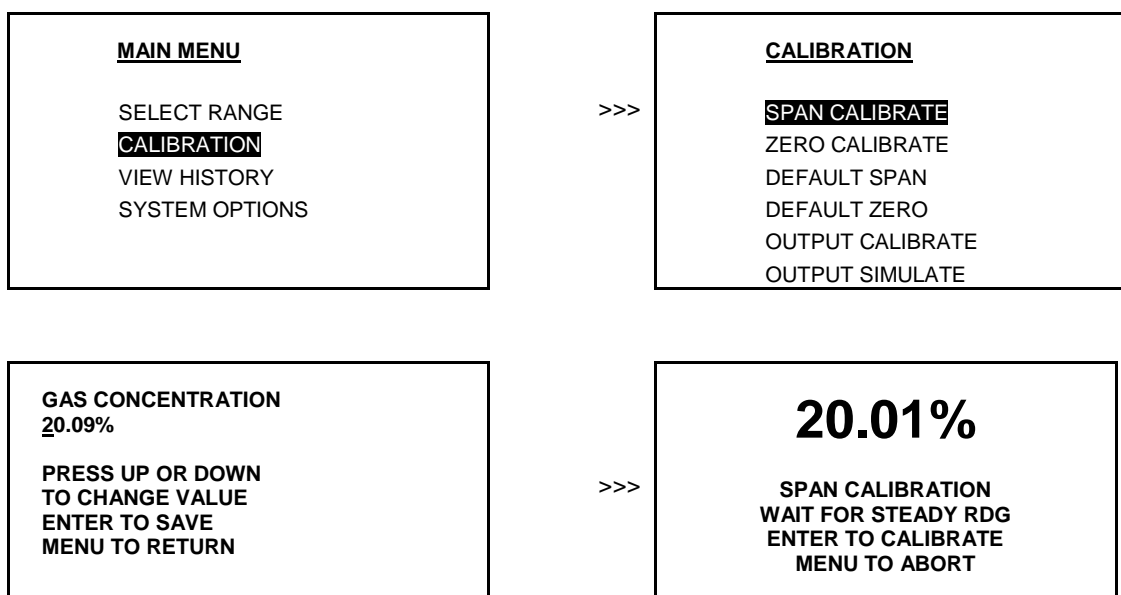 MAIN MENU
SELECT RANGE
CALIBRATION
VIEW HISTORY
SYSTEM OPTIONS
>>>
CALIBRATION
SPAN CALIBRATE
ZERO CALIBRATE
DEFAULT SPAN
DEFAULT ZERO
OUTPUT CALIBRATE
OUTPUT SIMULATE
GAS CONCENTRATION
20.09%
PRESS UP OR DOWN
TO CHANGE VALUE
ENTER TO SAVE
MENU TO RETURN
>>>
20.01%
SPAN CALIBRATION
WAIT FOR STEADY RDG
ENTER TO CALIBRATE
MENU TO ABORT